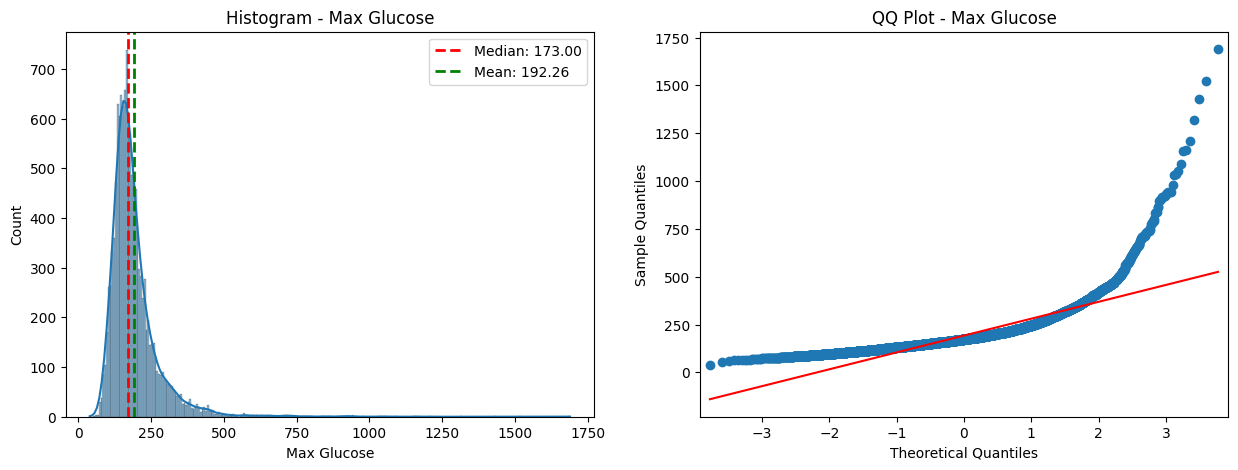 Histogram - Max Glucose
Median: 173.00
Mean: 192.26
Count
700
600
500
400
300
200
100
0
0 250 500 750 1000 1250 1500 1750
Max Glucose
QQ Plot - Max Glucose
Sample Quantiles
1750
1500
1250
1000
750
500
250
0
−3 −2 −1 0 1 2 3
Theoretical Quantiles